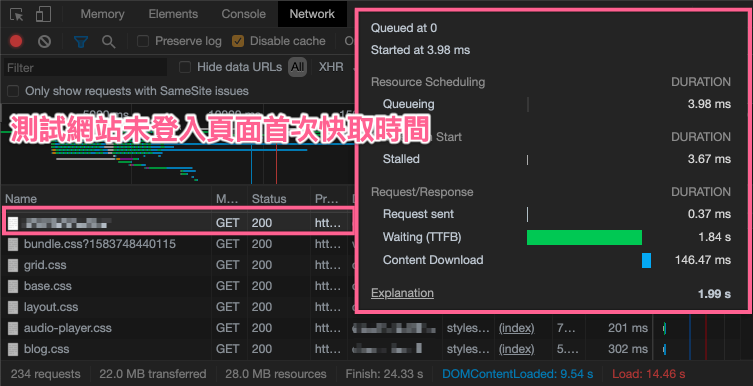 Memory Elements Console Network
Preserve log Disable cache
Filter Hide data URLs All XHR
Only show requests with SameSite issues
測試網站未登入頁面首次快取時間
Queued at 0
Started at 3.98 ms
Resource Scheduling DURATION
Queueing 3.98 ms
Start DURATION
Stalled 3.67 ms
Request/Response DURATION
Request sent 0.37 ms
Waiting (TTFB) 1.84 s
Content Download 146.47 ms
Explanation 1.99 s
Name M... Status Pr...
GET 200 htt...
bundle.css?1583748440115 GET 200 htt...
grid.css GET 200 htt...
base.css GET 200 htt...
layout.css GET 200 htt...
audio-player.css GET 200 htt... styles... (index) 7... 201 ms
blog.css GET 200 htt... styles... (index) 5.... 302 ms
234 requests 22.0 MB transferred 28.0 MB resources Finish: 24.33 s DOMContentLoaded: 9.54 s Load: 14.46 s